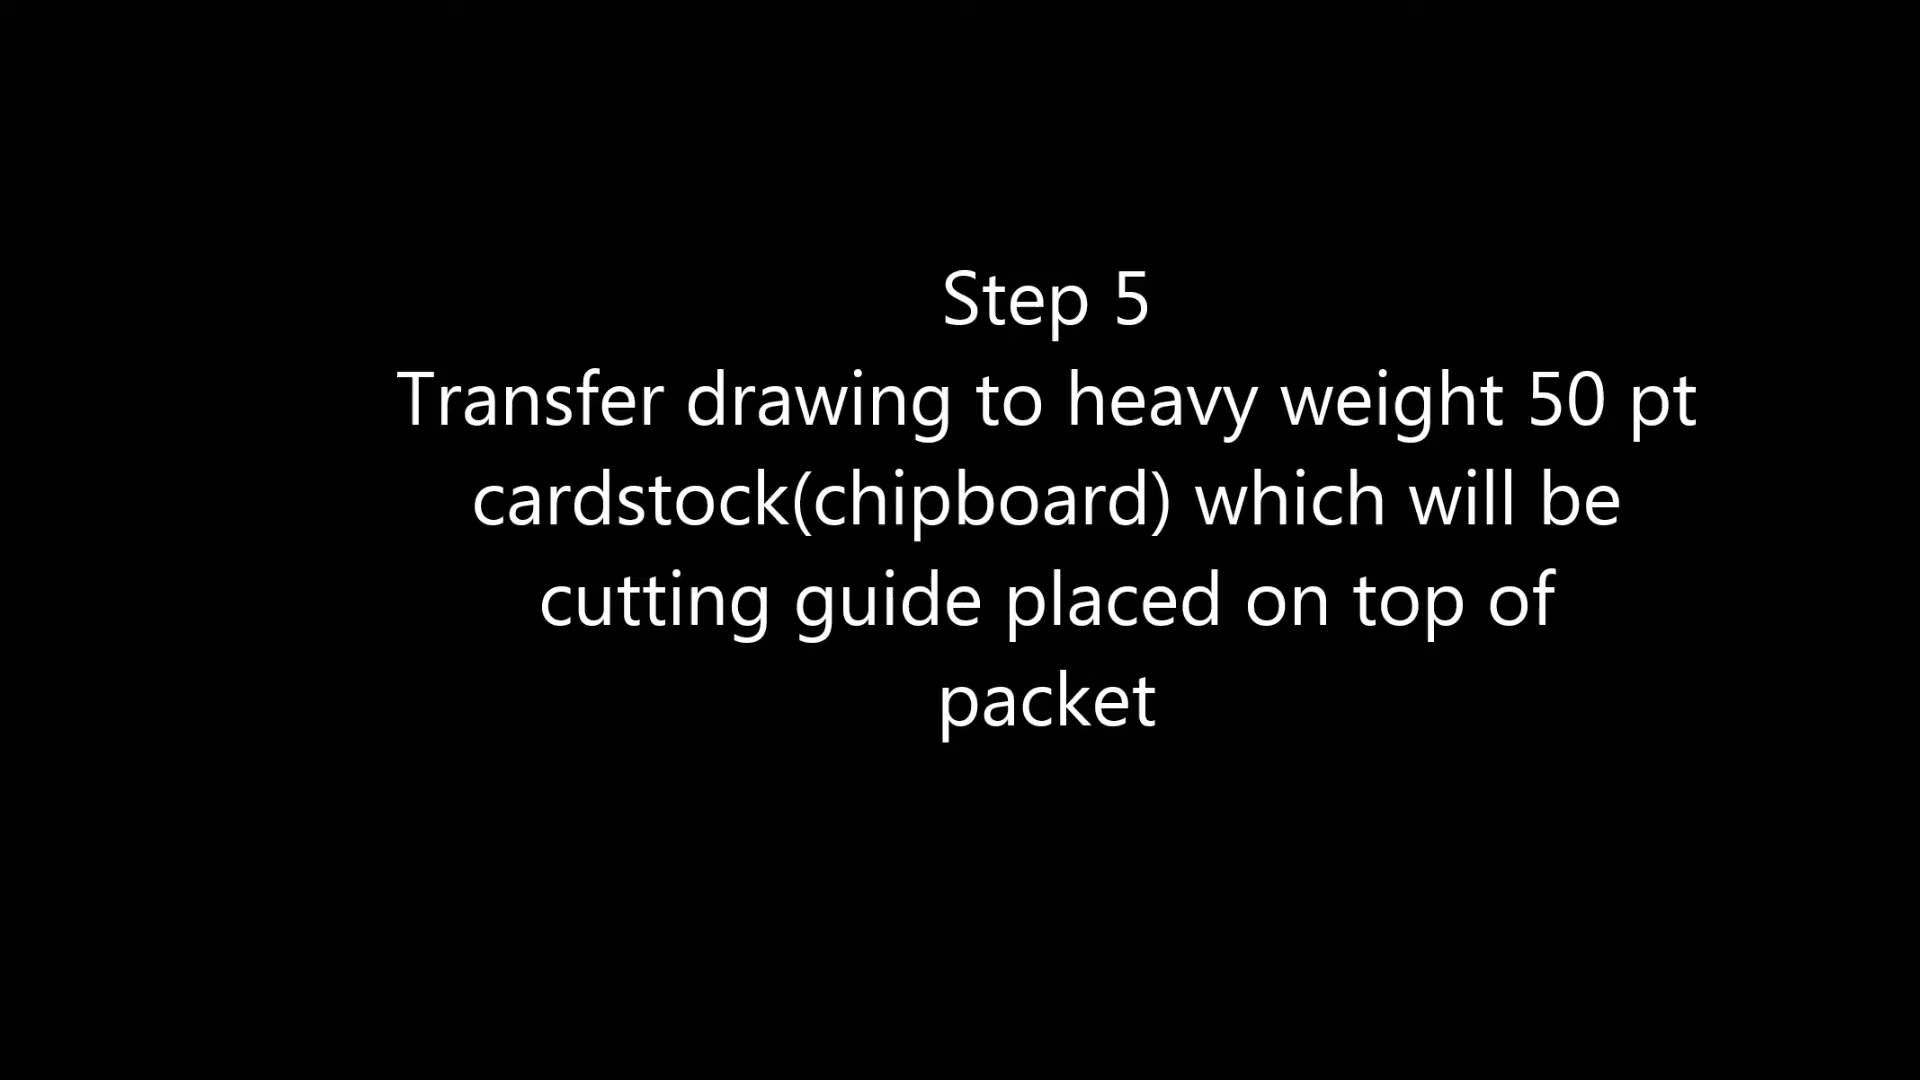 Step 5
Transfer drawing to heavy weight 50 pt
cardstock(chipboard) which will be
cutting guide placed on top of
packet